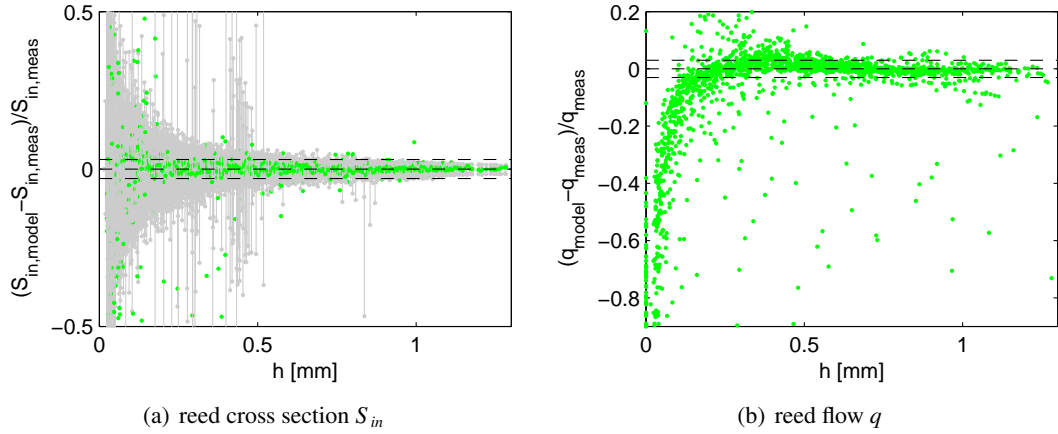 0.5
0
−0.5
0
0.5
1
h [mm]
(S_in,model−S_in,meas)/S_in,meas
(a) reed cross section S_in
0.2
0
−0.2
−0.4
−0.6
−0.8
0
0.5
1
h [mm]
(q_model−q_meas)/q_meas
(b) reed flow q